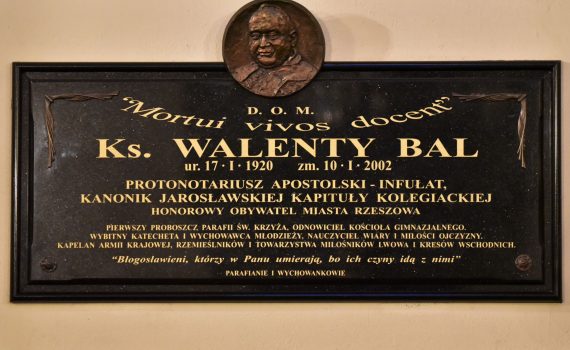 "Mortui vivos docent"
D. O. M.
Ks. WALENTY BAL
ur. 17 · I · 1920 zm. 10 · I · 2002
PROTONOTARIUSZ APOSTOLSKI - INFUŁAT,
KANONIK JAROSŁAWSKIEJ KAPITUŁY KOLEGIACKIEJ
HONOROWY OBYWATEL MIASTA RZESZOWA
PIERWSZY PROBOSZCZ PARAFII ŚW. KRZYŻA, ODNOWICIEL KOŚCIOŁA GIMNAZJALNEGO.
WYBITNY KATECHETA I WYCHOWAWCA MŁODZIEŻY, NAUCZYCIEL WIARY I MIŁOŚCI OJCZYZNY.
KAPELAN ARMII KRAJOWEJ, RZEMIEŚLNIKÓW I TOWARZYSTWA MIŁOŚNIKÓW LWOWA I KRESÓW WSCHODNICH.
"Błogosławieni, którzy w Panu umierają, bo ich czyny idą z nimi"
PARAFIANIE I WYCHOWANKOWIE